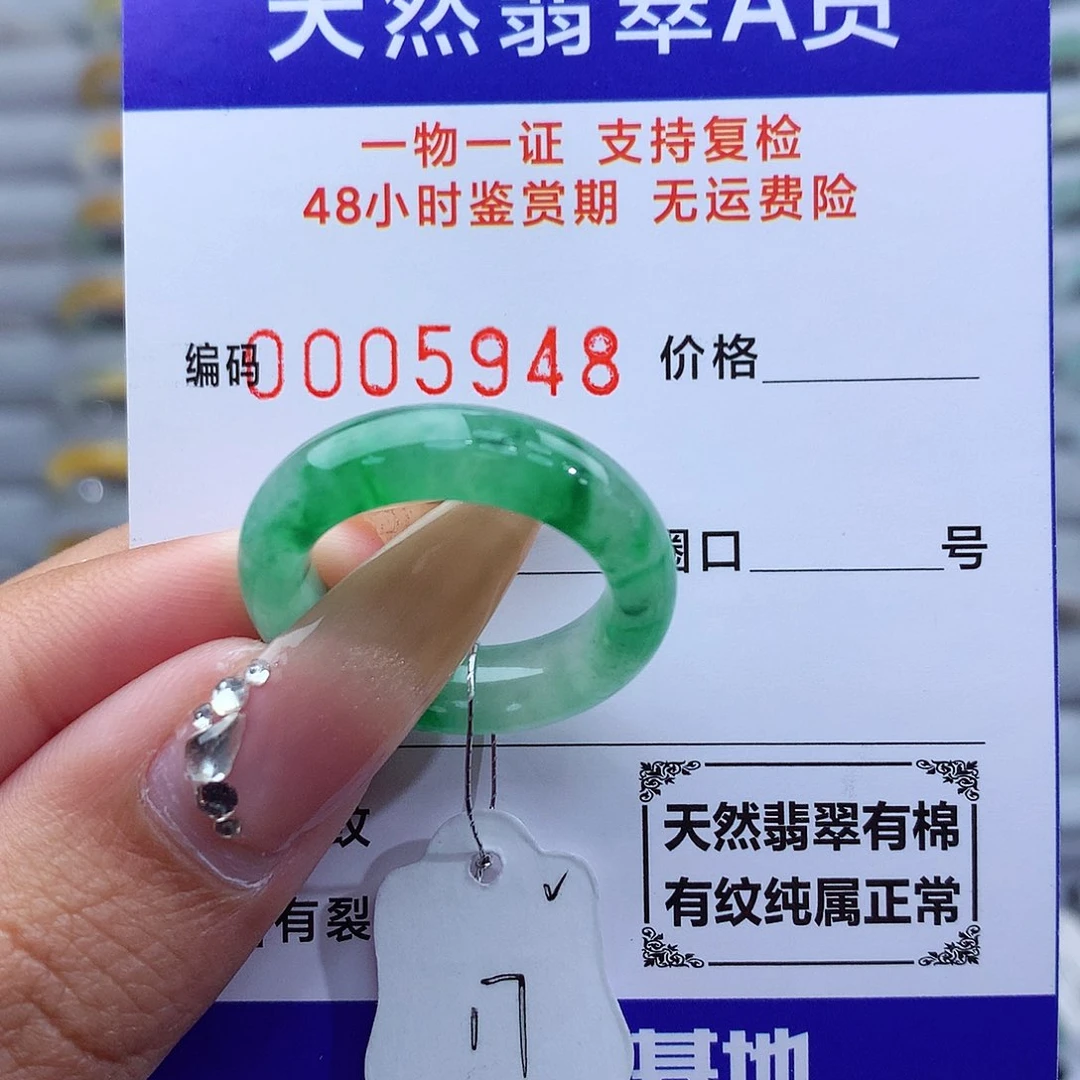 天然翡翠A货
一物一证 支持复检
48小时鉴赏期 无运费险
编码0005948 价格
圈口 号
天然翡翠有棉
有纹纯属正常
纹
有裂
17
基地